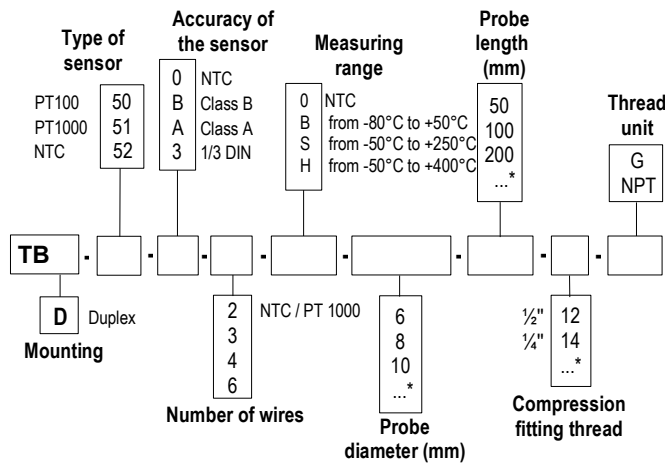 Type of
sensor
PT100 50
PT1000 51
NTC 52
Accuracy of
the sensor
0 NTC
B Class B
A Class A
3 1/3 DIN
Measuring
range
0 NTC
B from -80°C to +50°C
S from -50°C to +250°C
H from -50°C to +400°C
Probe
length
(mm)
50
100
200
...*
Thread
unit
G
NPT
TB - - - - - - - -
D Duplex
Mounting
2 NTC / PT 1000
3
4
6
Number of wires
6
8
10
...*
Probe
diameter (mm)
½" 12
¼" 14
...*
Compression
fitting thread